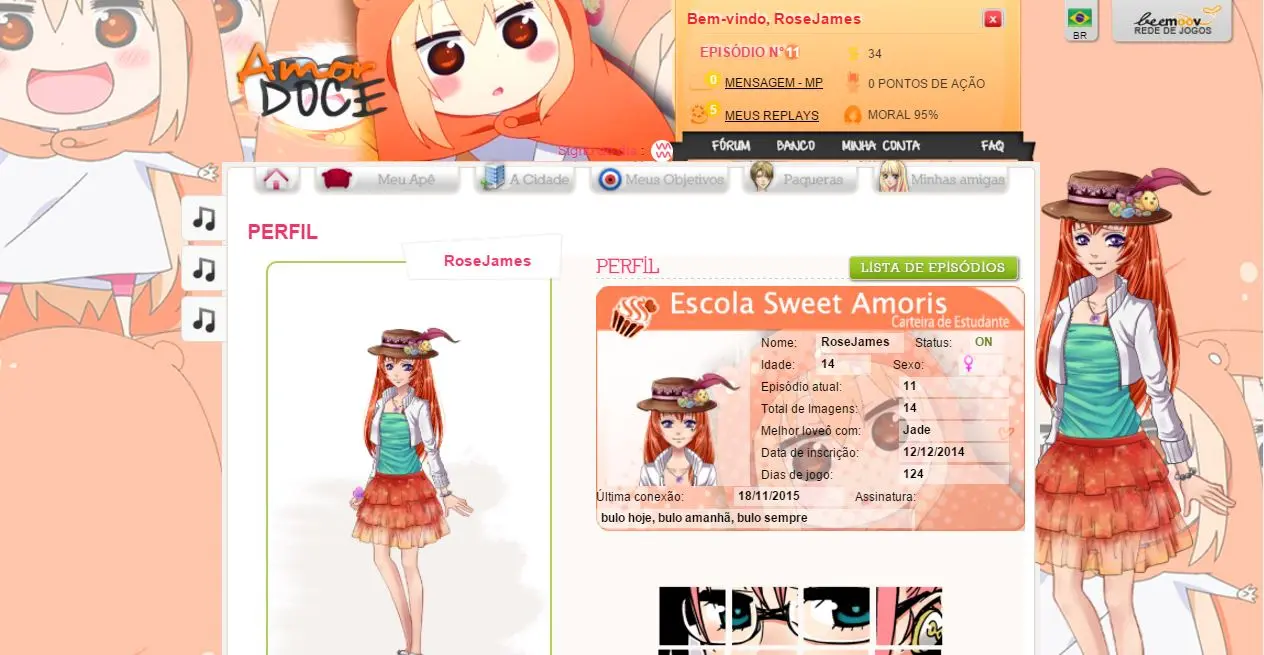 Bem-vindo, RoseJames
x
BR
beemoov
REDE DE JOGOS
Amor
DOCE
EPISÓDIO N°11
34
0
MENSAGEM - MP
0 PONTOS DE AÇÃO
5
MEUS REPLAYS
MORAL 95%
FÓRUM
BANCO
MINHA CONTA
FAQ
Meu Apê
A Cidade
Meus Objetivos
Paqueras
Minhas amigas
PERFIL
RoseJames
PERFIL
LISTA DE EPISÓDIOS
Escola Sweet Amoris
Carteira de Estudante
Nome: RoseJames Status: ON
Idade: 14 Sexo: ♀
Episódio atual: 11
Total de Imagens: 14
Melhor loveô com: Jade
Data de inscrição: 12/12/2014
Dias de jogo: 124
Última conexão: 18/11/2015 Assinatura:
bulo hoje, bulo amanhã, bulo sempre